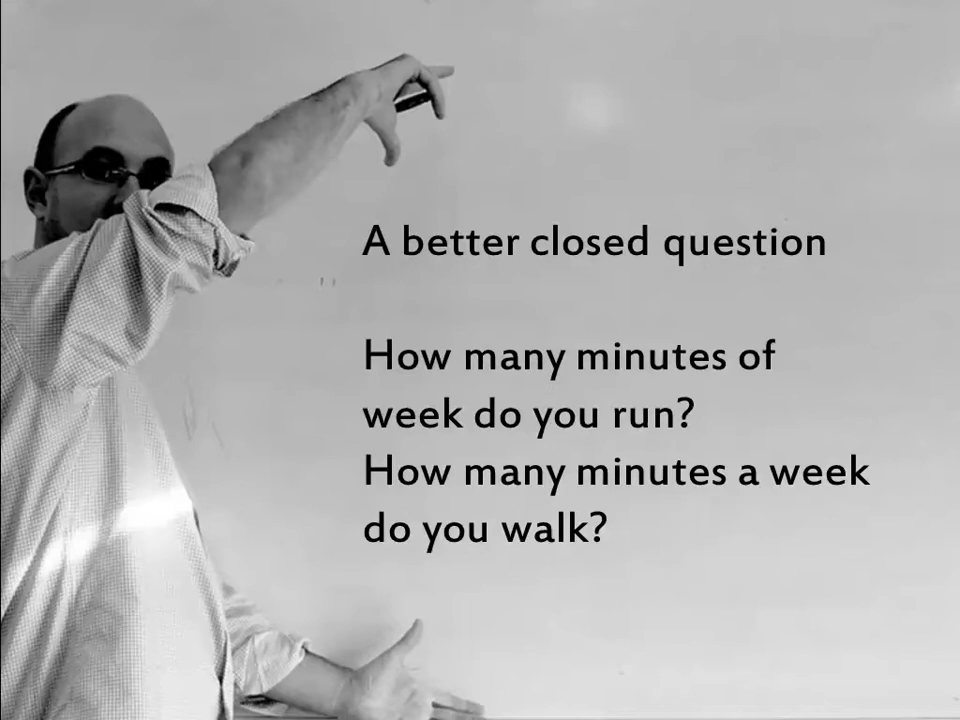 A better closed question
How many minutes of
week do you run?
How many minutes a week
do you walk?